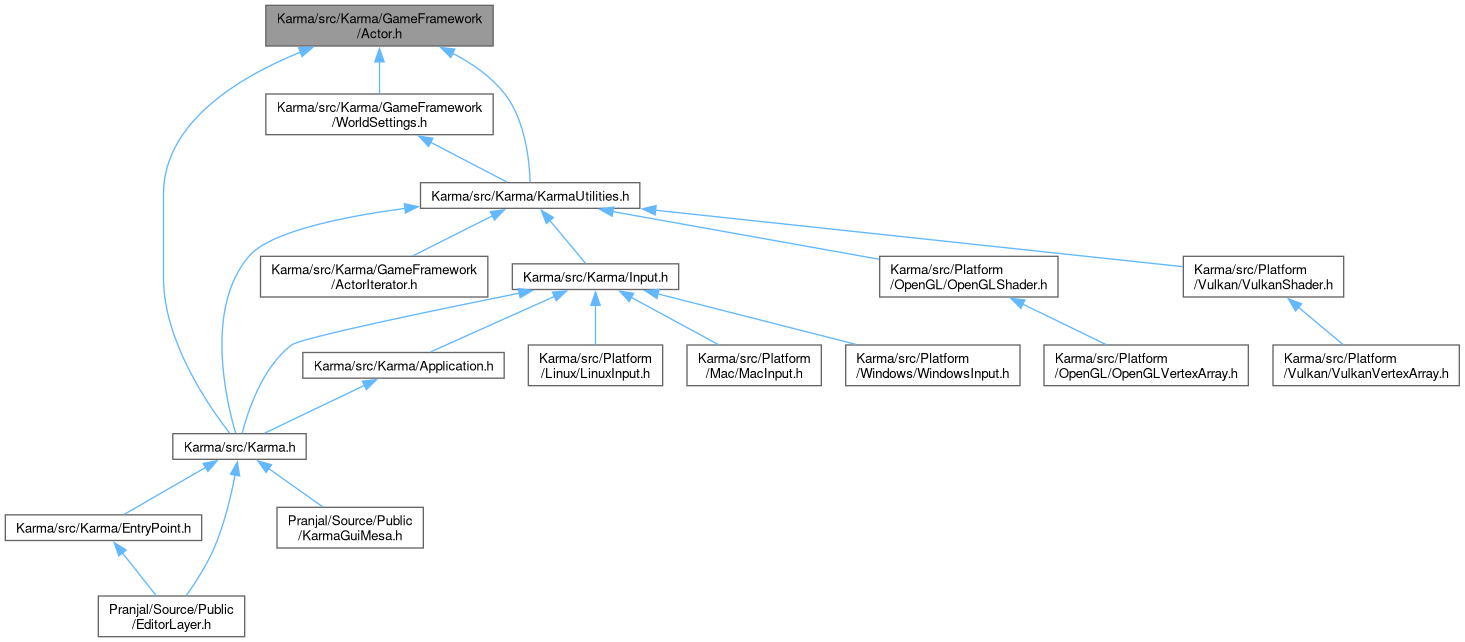 Karma/src/Karma/GameFramework
/Actor.h
Karma/src/Karma/GameFramework
/WorldSettings.h
Karma/src/Karma/KarmaUtilities.h
Karma/src/Karma/GameFramework
/ActorIterator.h
Karma/src/Karma/Input.h
Karma/src/Platform
/OpenGL/OpenGLShader.h
Karma/src/Platform
/Vulkan/VulkanShader.h
Karma/src/Karma/Application.h
Karma/src/Platform
/Linux/LinuxInput.h
Karma/src/Platform
/Mac/MacInput.h
Karma/src/Platform
/Windows/WindowsInput.h
Karma/src/Platform
/OpenGL/OpenGLVertexArray.h
Karma/src/Platform
/Vulkan/VulkanVertexArray.h
Karma/src/Karma.h
Karma/src/Karma/EntryPoint.h
Pranjal/Source/Public
/KarmaGuiMesa.h
Pranjal/Source/Public
/EditorLayer.h